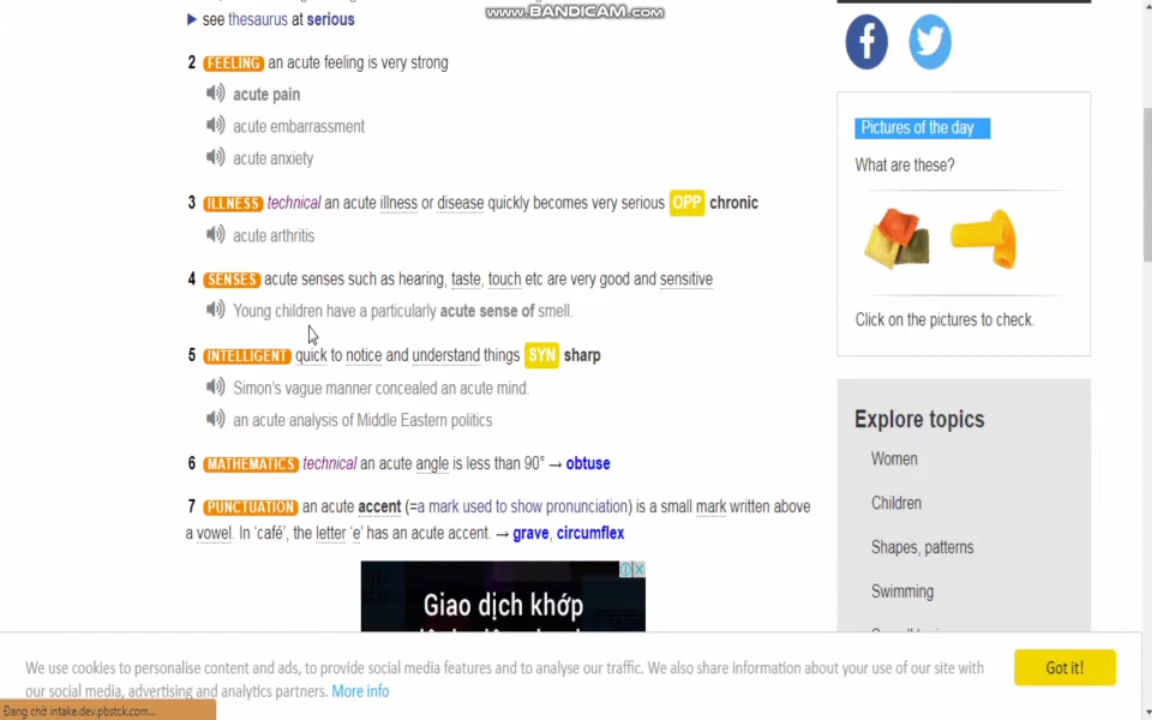 www.BANDICAM.com
▶ see thesaurus at serious
2 FEELING an acute feeling is very strong
acute pain
acute embarrassment
acute anxiety
3 ILLNESS technical an acute illness or disease quickly becomes very serious OPP chronic
acute arthritis
4 SENSES acute senses such as hearing, taste, touch etc are very good and sensitive
Young children have a particularly acute sense of smell.
5 INTELLIGENT quick to notice and understand things SYN sharp
Simon's vague manner concealed an acute mind.
an acute analysis of Middle Eastern politics
6 MATHEMATICS technical an acute angle is less than 90° → obtuse
7 PUNCTUATION an acute accent (=a mark used to show pronunciation) is a small mark written above
a vowel. In ‘café’, the letter ‘e’ has an acute accent. → grave, circumflex
Giao dịch khớp
Pictures of the day
What are these?
Click on the pictures to check.
Explore topics
Women
Children
Shapes, patterns
Swimming
We use cookies to personalise content and ads, to provide social media features and to analyse our traffic. We also share information about your use of our site with
our social media, advertising and analytics partners. More info
Got it!
Đang chờ intake.dev.pbstck.com...